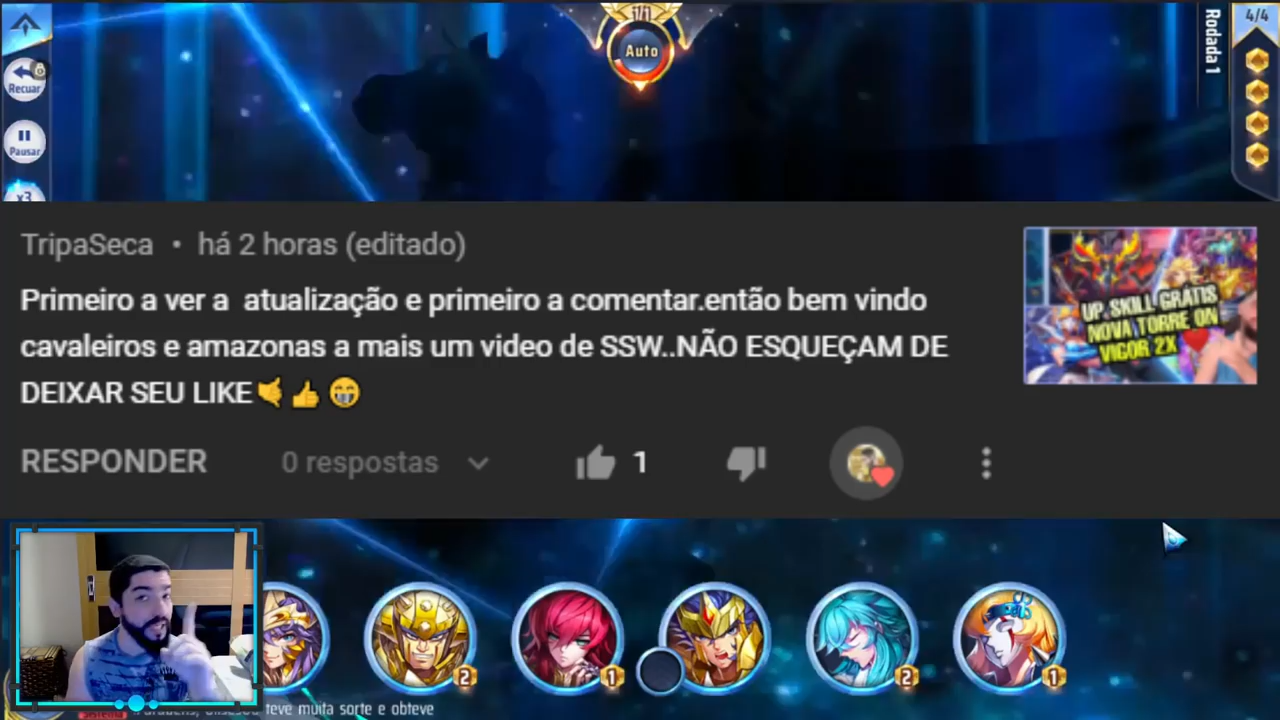 1/1
Auto
Rodada 1
4/4
Recuar
Pausar
x3
TripaSeca • há 2 horas (editado)
Primeiro a ver a atualização e primeiro a comentar.então bem vindo
cavaleiros e amazonas a mais um video de SSW..NÃO ESQUEÇAM DE
DEIXAR SEU LIKE🤙👍😁
UP SKILL GRÁTIS
NOVA TORRE ON
VIGOR 2X
RESPONDER
0 respostas
1
2
1
2
1
teve muita sorte e obteve